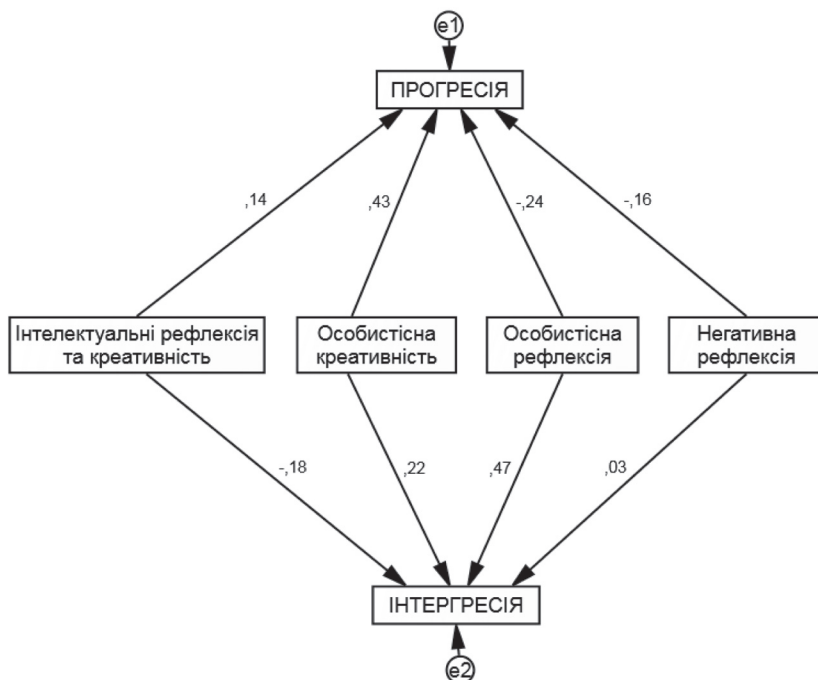 e1
ПРОГРЕСІЯ
,14
,43
-,24
-,16
Інтелектуальні рефлексія
та креативність
Особистісна
креативність
Особистісна
рефлексія
Негативна
рефлексія
-,18
,22
,47
,03
ІНТЕРГРЕСІЯ
e2